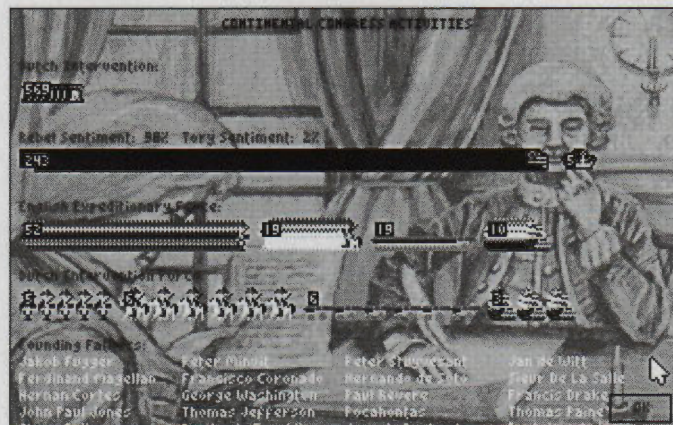 CONTINENTAL CONGRESS ACTIVITIES
Dutch Intervention:
569
Rebel Sentiment: 98% Tory Sentiment: 2%
243 5
English Expeditionary Force:
52 19 19 10
Dutch Intervention Force
6
Founding Fathers:
Jakob Fugger Peter Minuit Peter Stuyvesant Jan de Witt
Ferdinand Magellan Francisco Coronado Hernando de Soto Sieur De La Salle
Hernan Cortes George Washington Paul Revere Francis Drake
John Paul Jones Thomas Jefferson Pocahontas Thomas Paine
OK